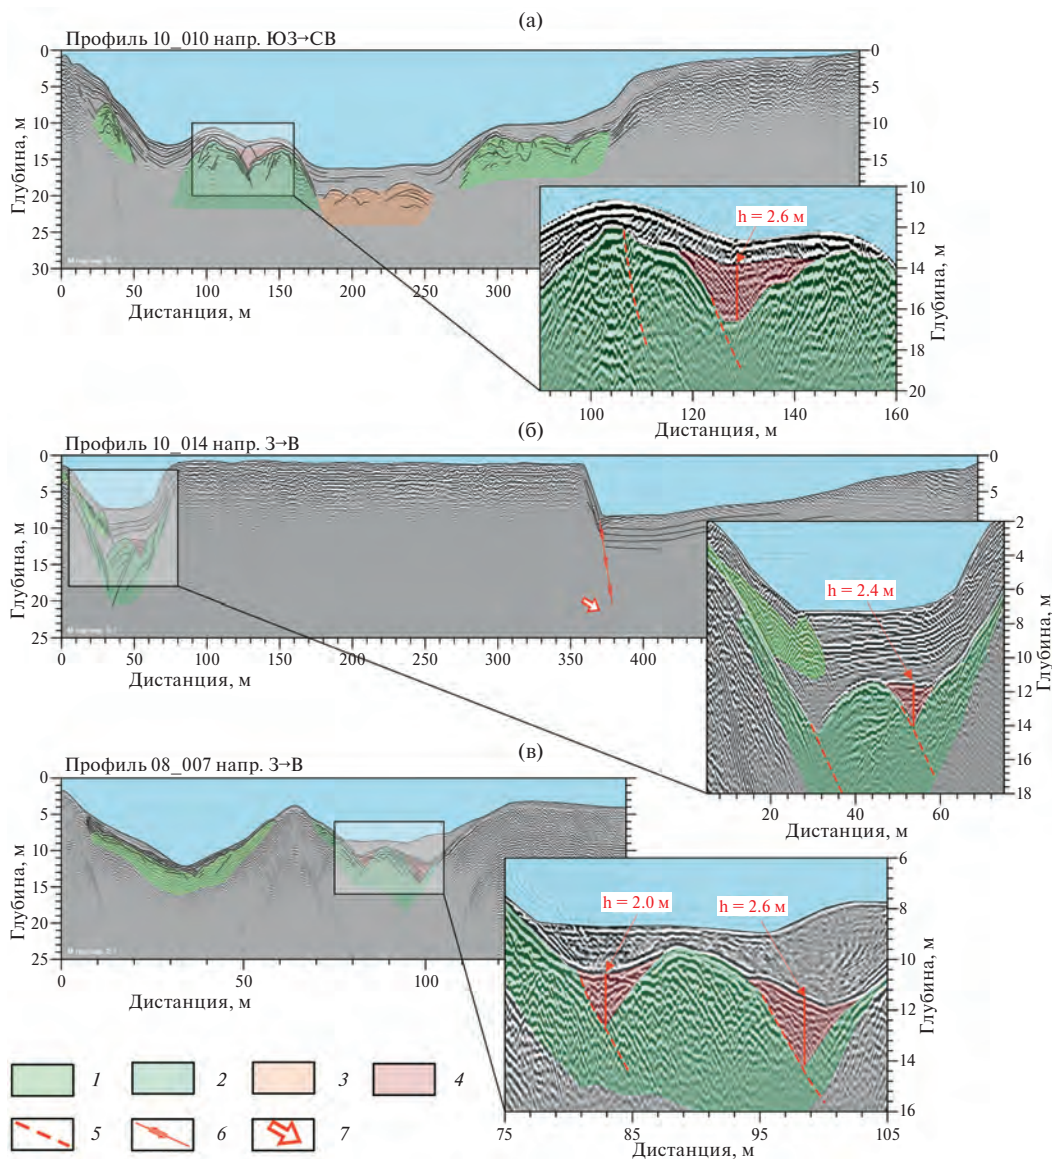 (а)
Профиль 10_010 напр. ЮЗ→СВ
0
5
10
15
20
25
30
Глубина, м
0
5
10
15
0 50 100 150 200 250 300
Дистанция, м
h = 2.6 м
10
12
14
16
18
20
Глубина, м
100 120 140 160
Дистанция, м
(б)
Профиль 10_014 напр. З→В
0
5
10
15
20
25
Глубина, м
0
5
0 50 100 150 200 250 300 350 400
Дистанция, м
h = 2.4 м
2
4
6
8
10
12
14
16
18
Глубина, м
20 40 60
Дистанция, м
(в)
Профиль 08_007 напр. З→В
0
5
10
15
20
25
Глубина, м
0 50 100
Дистанция, м
h = 2.0 м
h = 2.6 м
6
8
10
12
14
16
Глубина, м
75 85 95 105
Дистанция, м
1 2 3 4
5 6 7